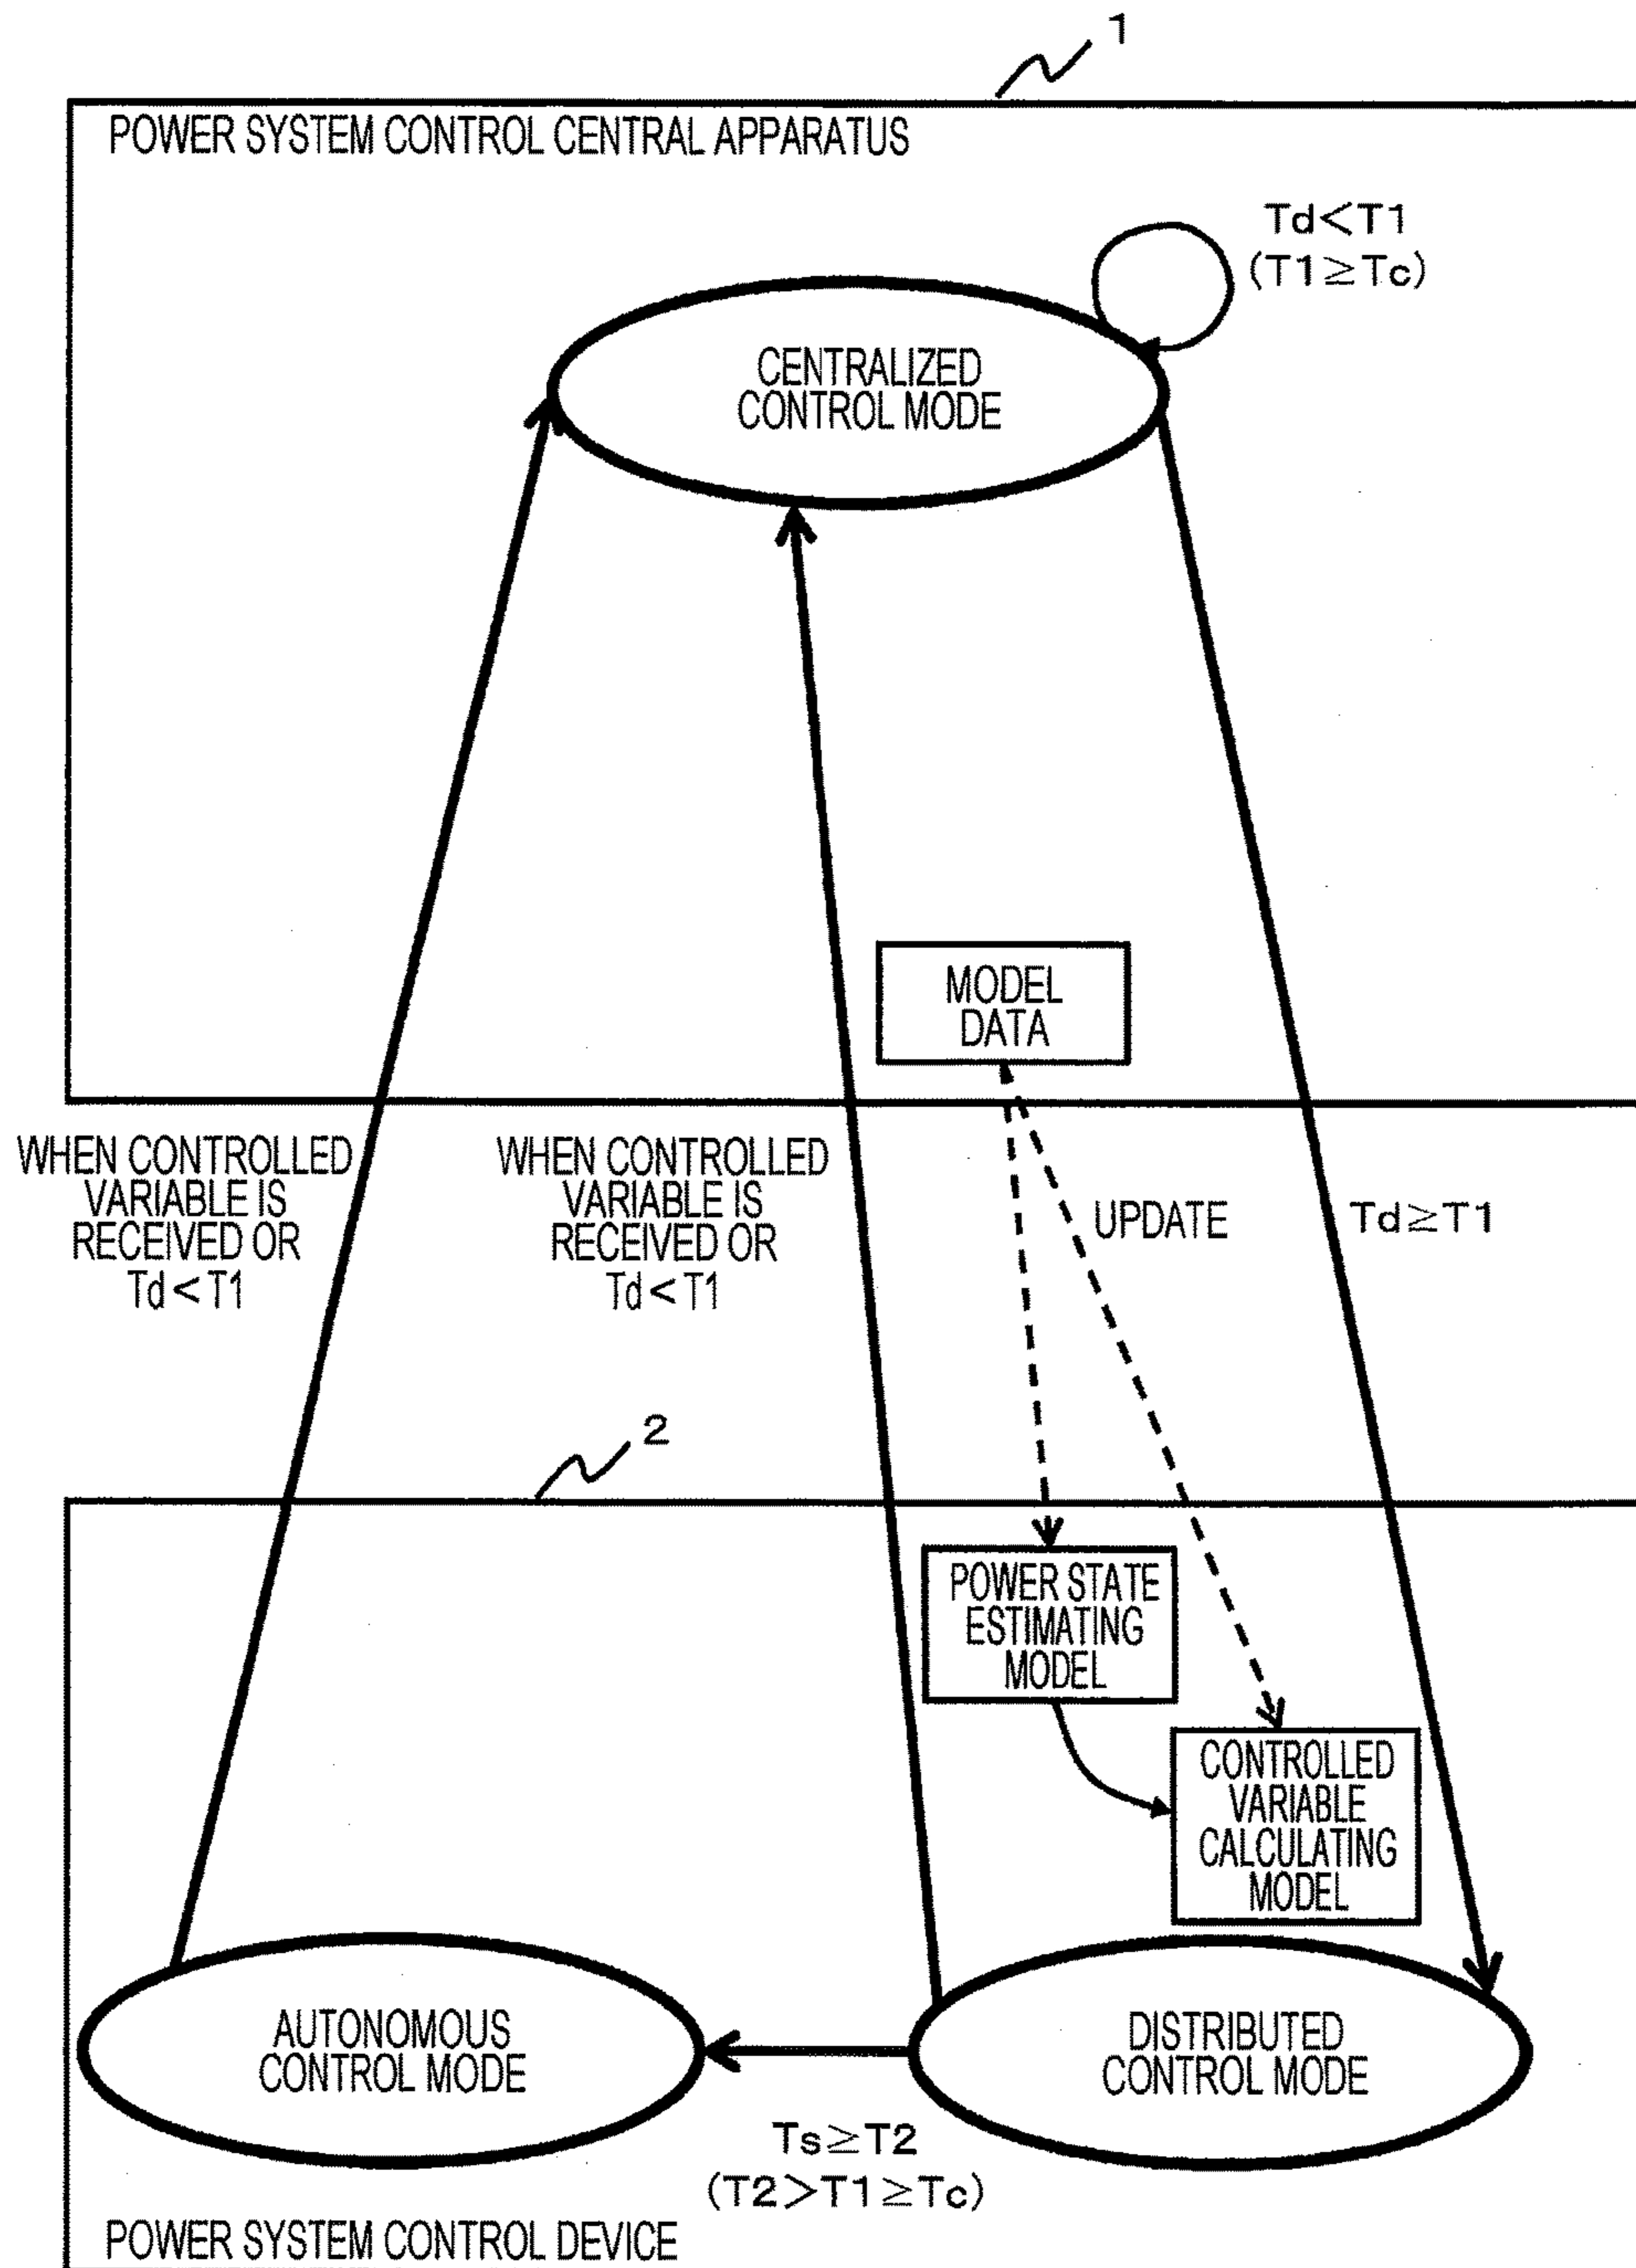 1
POWER SYSTEM CONTROL CENTRAL APPARATUS
Td<T1
(T1≥Tc)
CENTRALIZED
CONTROL MODE
MODEL
DATA
WHEN CONTROLLED
VARIABLE IS
RECEIVED OR
Td<T1
WHEN CONTROLLED
VARIABLE IS
RECEIVED OR
Td<T1
UPDATE
Td≥T1
2
POWER STATE
ESTIMATING
MODEL
CONTROLLED
VARIABLE
CALCULATING
MODEL
AUTONOMOUS
CONTROL MODE
DISTRIBUTED
CONTROL MODE
Ts≥T2
(T2>T1≥Tc)
POWER SYSTEM CONTROL DEVICE